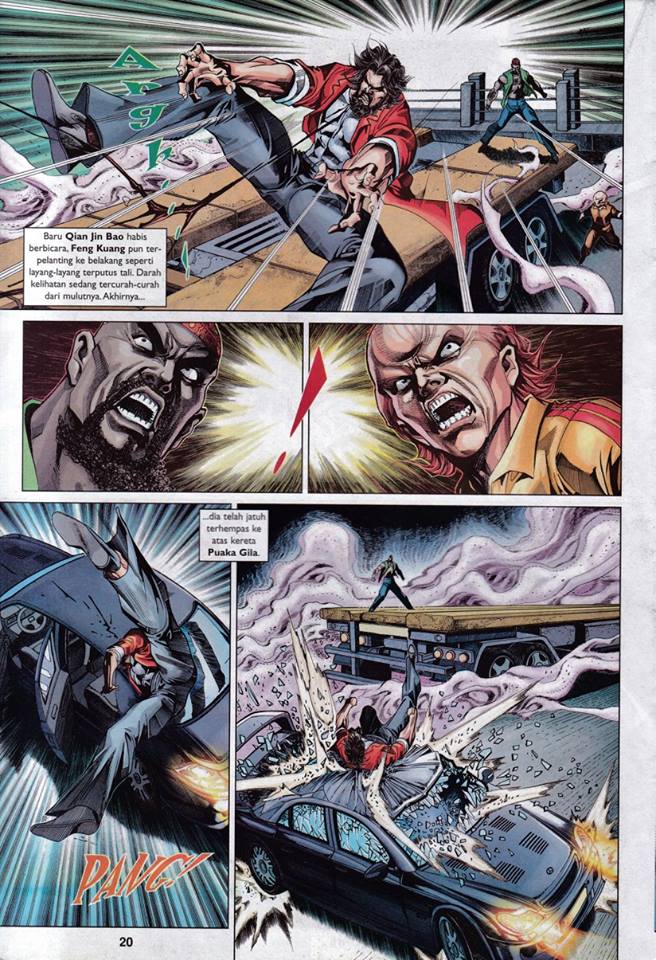 Argh....!
Baru Qian Jin Bao habis
berbicara, Feng Kuang pun ter-
pelanting ke belakang seperti
layang-layang terputus tali. Darah
kelihatan sedang tercurah-curah
dari mulutnya. Akhirnya...
!
...dia telah jatuh
terhempas ke
atas kereta
Puaka Gila.
PANG!
20